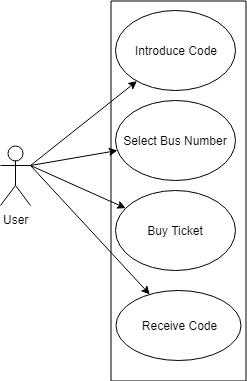 Introduce Code
Select Bus Number
User
Buy Ticket
Receive Code